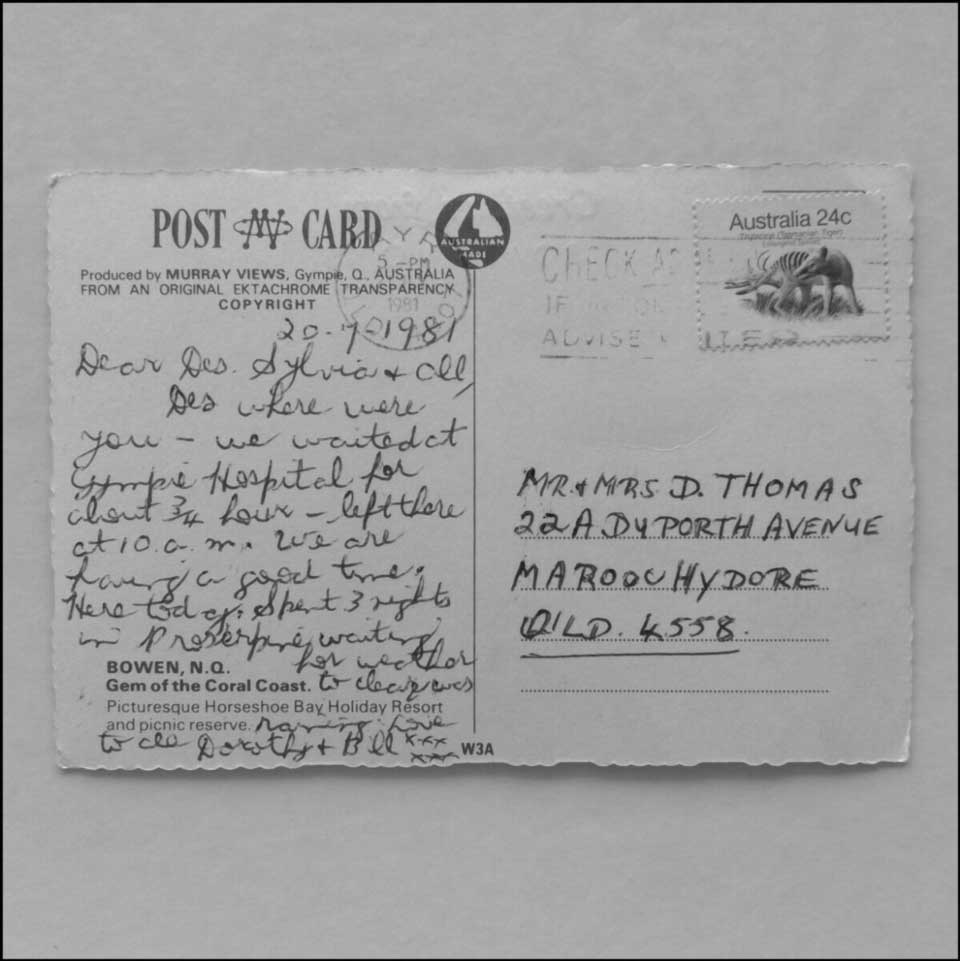 POST CARD
AUSTRALIAN
MADE
Produced by MURRAY VIEWS, Gympie, Q., AUSTRALIA
FROM AN ORIGINAL EKTACHROME TRANSPARENCY
COPYRIGHT
5 - PM
1981
20-7-1981
Dear Des. Sylvia & all,
Des where were
you - we waited at
Gympie Hospital for
about 3/4 hour - left there
at 10.a.m. We are
having a good time.
Here today. Spent 3 nights
in Proserpine waiting
for weather
to clear, was
raining. Love
to all Dorothy & Bill xxx
xxx
BOWEN, N.Q.
Gem of the Coral Coast.
Picturesque Horseshoe Bay Holiday Resort
and picnic reserve.
W3A
CHECK
IF
ADVISE
Australia 24c
Thylacine (Tasmanian Tiger)
MR. & MRS D. THOMAS
22A DUPORTH AVENUE
MAROOCHYDORE
Q'LD. 4558.